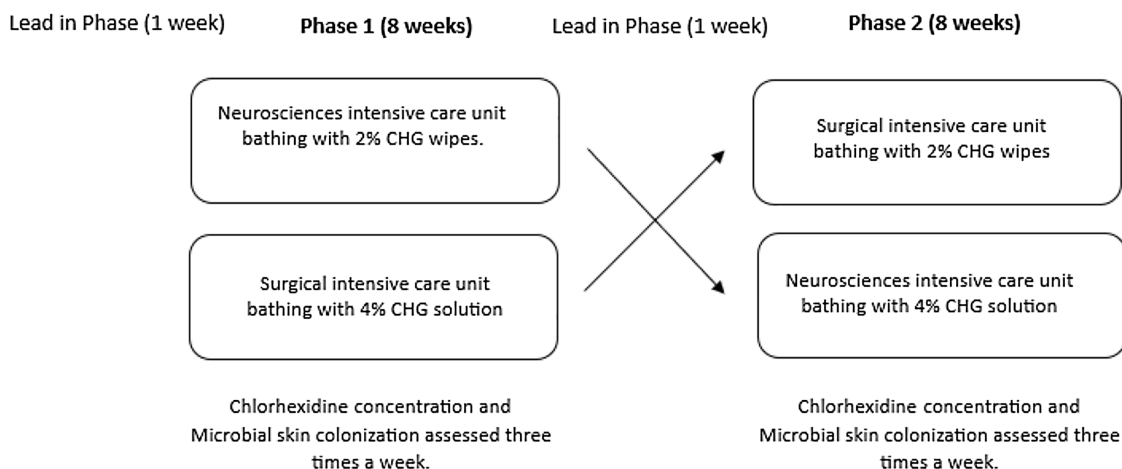 Lead in Phase (1 week)
Phase 1 (8 weeks)
Lead in Phase (1 week)
Phase 2 (8 weeks)
Neurosciences intensive care unit
bathing with 2% CHG wipes.
Surgical intensive care unit
bathing with 2% CHG wipes
Surgical intensive care unit
bathing with 4% CHG solution
Neurosciences intensive care unit
bathing with 4% CHG solution
Chlorhexidine concentration and
Microbial skin colonization assessed three
times a week.
Chlorhexidine concentration and
Microbial skin colonization assessed three
times a week.